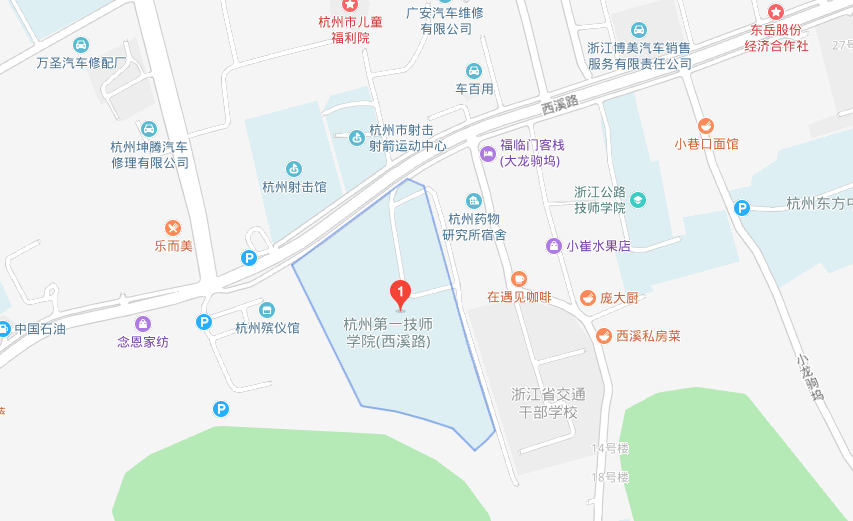 杭州市儿童
福利院
广安汽车维修
有限公司
东岳股份
经济合作社
27号
万圣汽车修配厂
浙江博美汽车销售
服务有限责任公司
车百用
西溪路
杭州坤腾汽车
修理有限公司
杭州市射击
射箭运动中心
福临门客栈
(大龙驹坞)
小巷口面馆
杭州射击馆
浙江公路
技师学院
杭州东方中
P
杭州药物
研究所宿舍
乐而美
小崔水果店
P
1
在遇见咖啡
庞大厨
中国石油
念恩家纺
P
杭州殡仪馆
杭州第一技师
学院(西溪路)
西溪私房菜
小龙驹坞
浙江省交通
干部学校
P
14号楼
18号楼